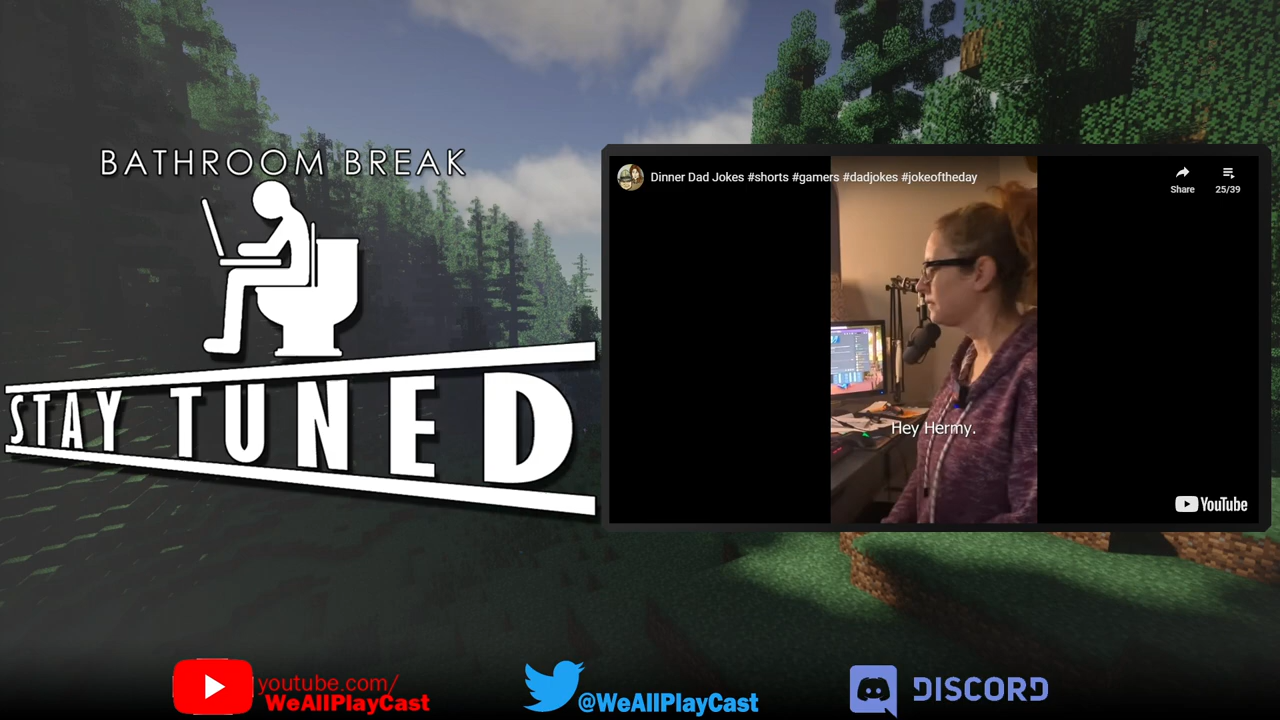 BATHROOM BREAK
STAY TUNED
Dinner Dad Jokes #shorts #gamers #dadjokes #jokeoftheday
Share
25/39
Hey Hermy.
YouTube
youtube.com/
WeAllPlayCast
@WeAllPlayCast
DISCORD